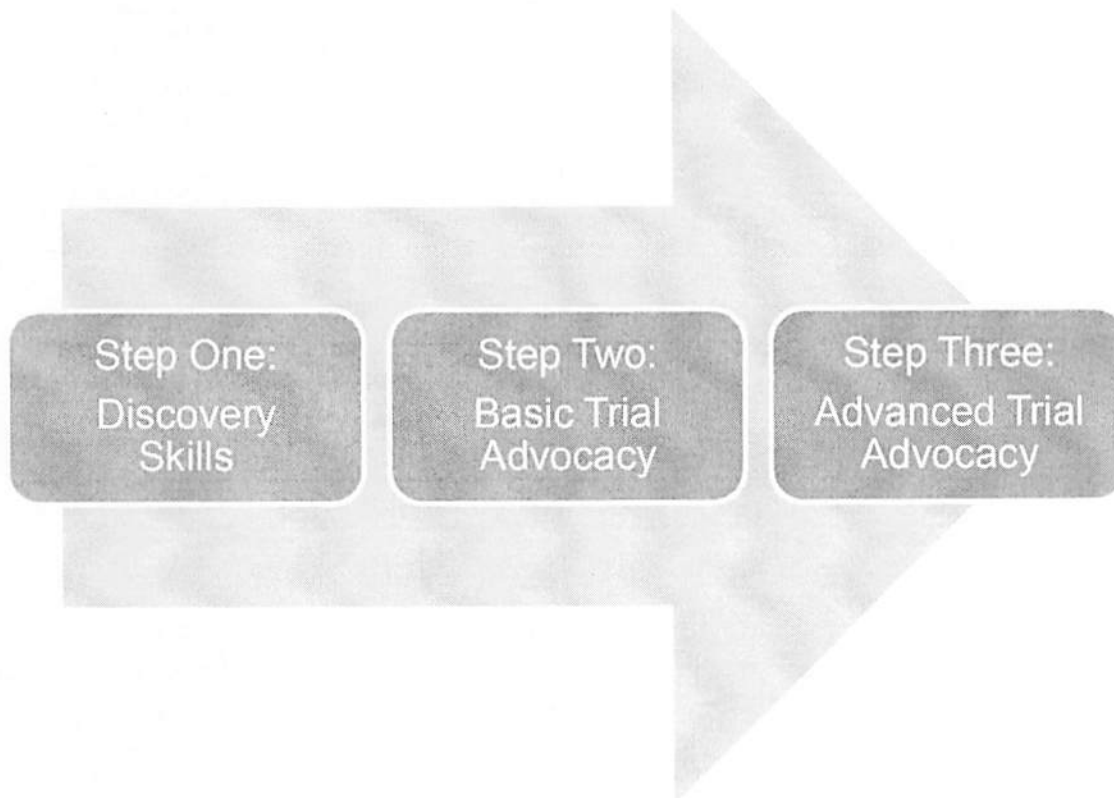 Step One:
Discovery
Skills
Step Two:
Basic Trial
Advocacy
Step Three:
Advanced Trial
Advocacy